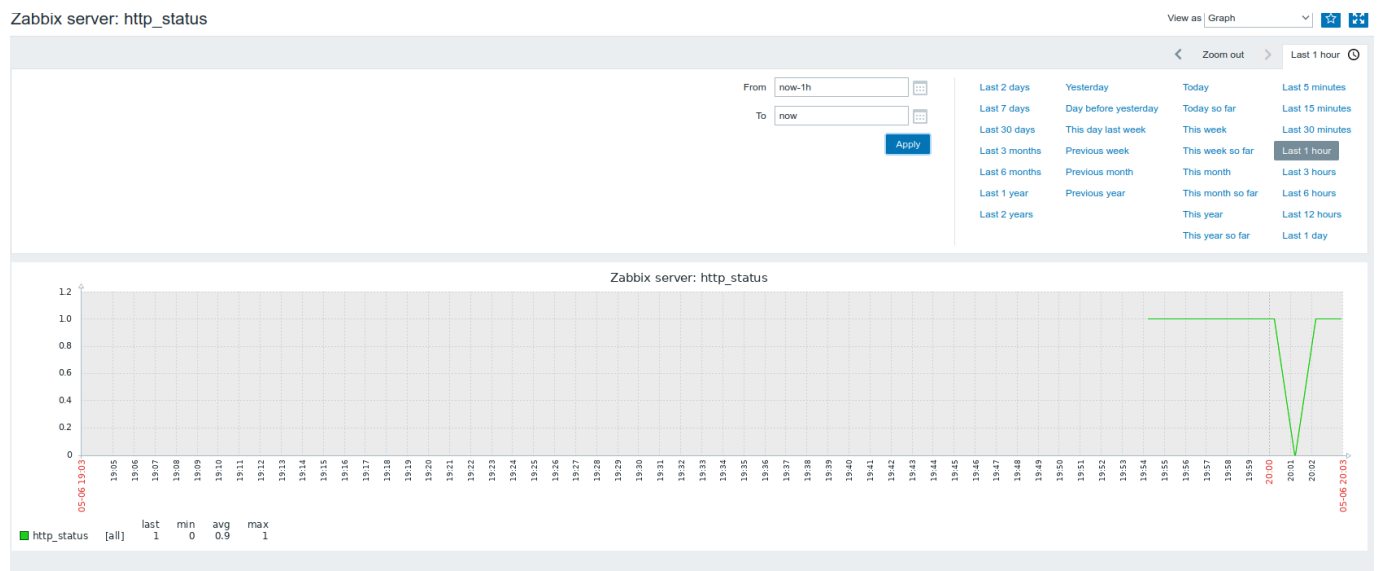 Zabbix server: http_status
View as Graph
Zoom out
Last 1 hour
From now-1h
To now
Apply
Last 2 days Yesterday Today Last 5 minutes
Last 7 days Day before yesterday Today so far Last 15 minutes
Last 30 days This day last week This week Last 30 minutes
Last 3 months Previous week This week so far Last 1 hour
Last 6 months Previous month This month Last 3 hours
Last 1 year Previous year This month so far Last 6 hours
Last 2 years This year Last 12 hours
This year so far Last 1 day
Zabbix server: http_status
1.2
1.0
0.8
0.6
0.4
0.2
0
05-06 19:03 19:05 19:06 19:07 19:08 19:09 19:10 19:11 19:12 19:13 19:14 19:15 19:16 19:17 19:18 19:19 19:20 19:21 19:22 19:23 19:24 19:25 19:26 19:27 19:28 19:29 19:30 19:31 19:32 19:33 19:34 19:35 19:36 19:37 19:38 19:39 19:40 19:41 19:42 19:43 19:44 19:45 19:46 19:47 19:48 19:49 19:50 19:51 19:52 19:53 19:54 19:55 19:56 19:57 19:58 19:59 20:00 20:01 20:02 05-06 20:03
last min avg max
http_status [all] 1 0 0.9 1